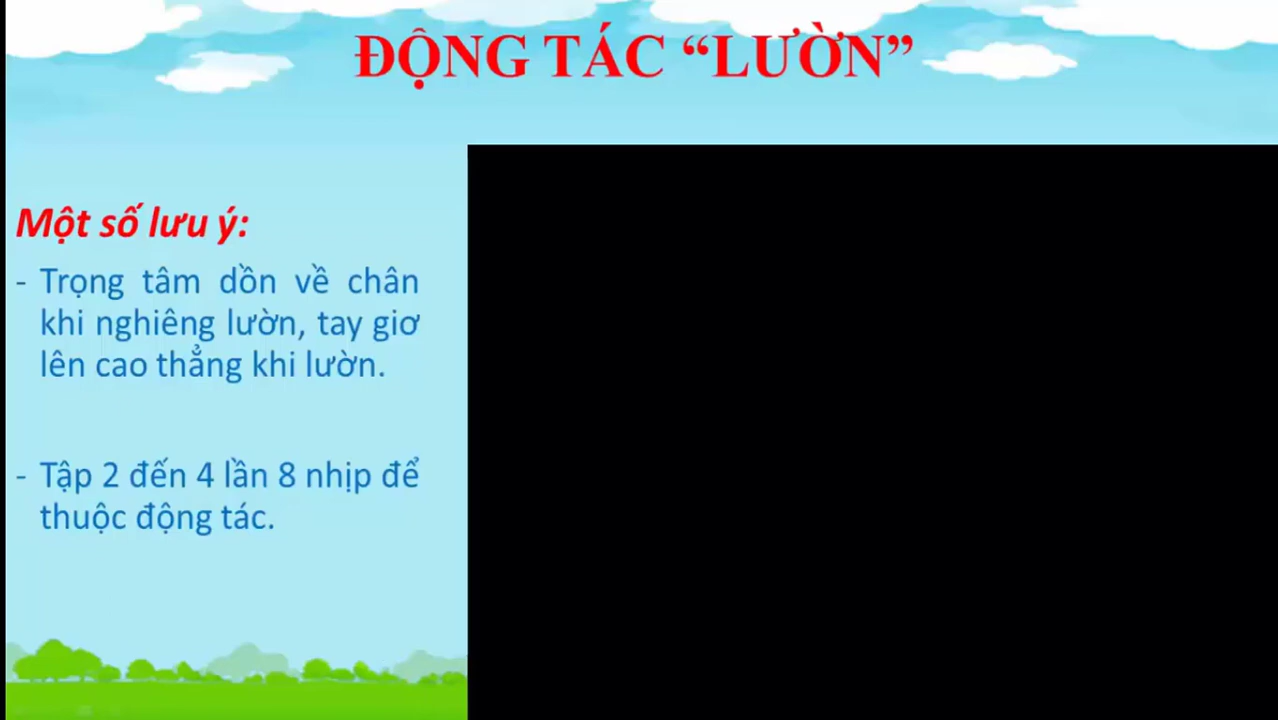 ĐỘNG TÁC “LƯỜN”
Một số lưu ý:
- Trọng tâm dồn về chân
khi nghiêng lườn, tay giơ
lên cao thẳng khi lườn.
- Tập 2 đến 4 lần 8 nhịp để
thuộc động tác.